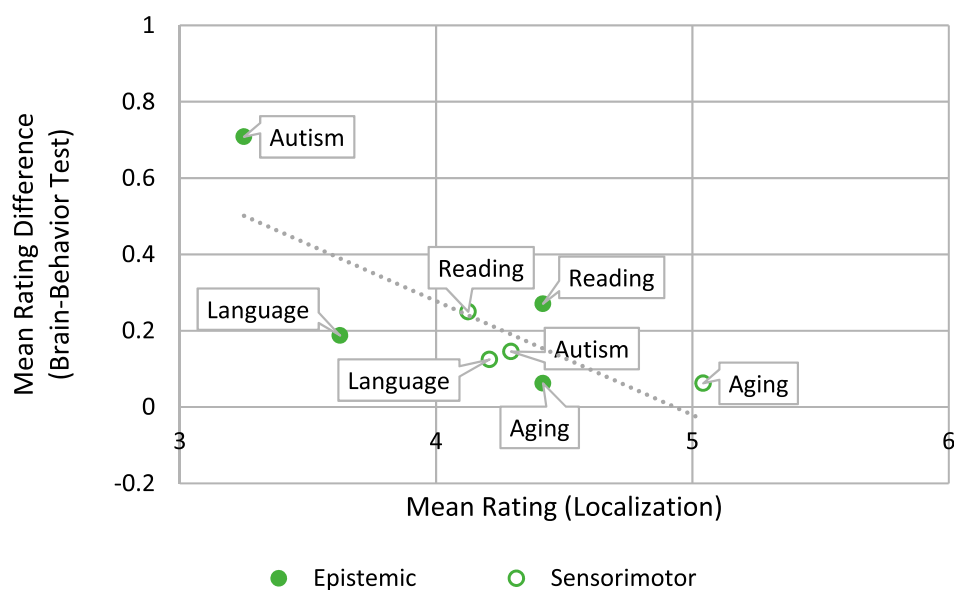 Mean Rating Difference
(Brain-Behavior Test)
1
0.8
0.6
0.4
0.2
0
-0.2
Autism
Reading
Reading
Language
Autism
Language
Aging
Aging
3
4
5
6
Mean Rating (Localization)
Epistemic
Sensorimotor